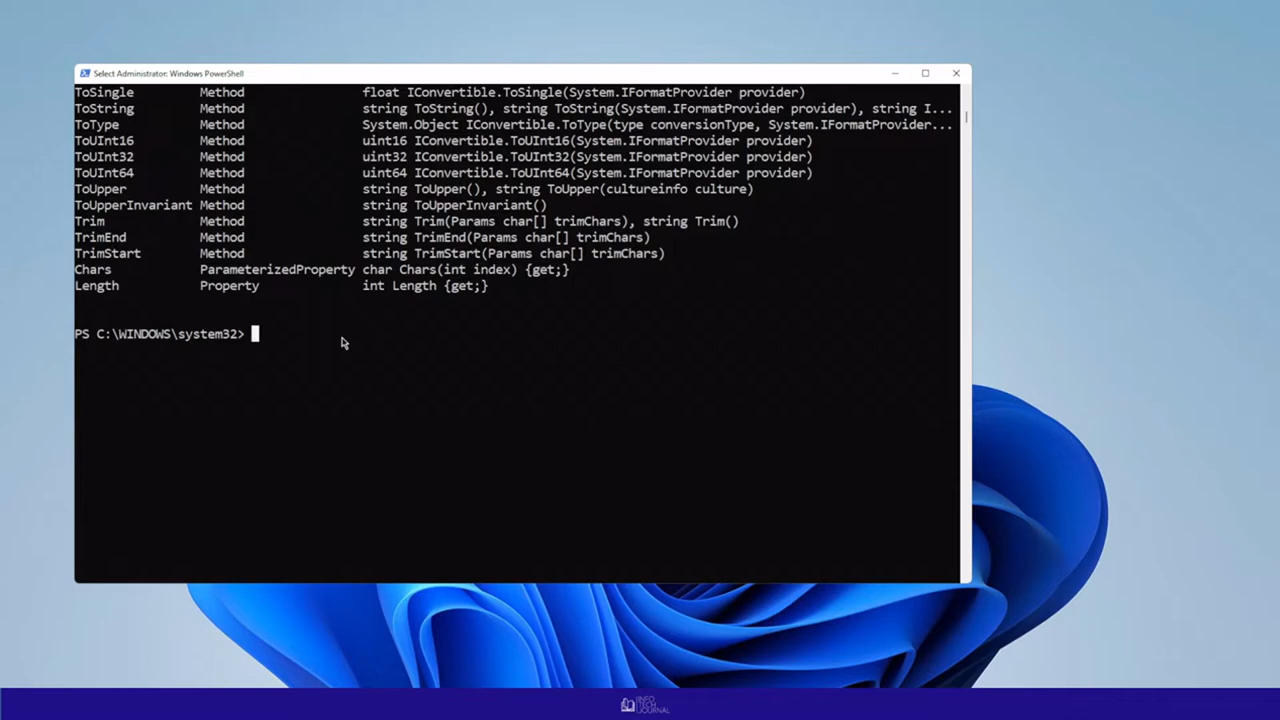 Select Administrator: Windows PowerShell
ToSingle Method float IConvertible.ToSingle(System.IFormatProvider provider)
ToString Method string ToString(), string ToString(System.IFormatProvider provider), string I...
ToType Method System.Object IConvertible.ToType(type conversionType, System.IFormatProvider...
ToUInt16 Method uint16 IConvertible.ToUInt16(System.IFormatProvider provider)
ToUInt32 Method uint32 IConvertible.ToUInt32(System.IFormatProvider provider)
ToUInt64 Method uint64 IConvertible.ToUInt64(System.IFormatProvider provider)
ToUpper Method string ToUpper(), string ToUpper(cultureinfo culture)
ToUpperInvariant Method string ToUpperInvariant()
Trim Method string Trim(Params char[] trimChars), string Trim()
TrimEnd Method string TrimEnd(Params char[] trimChars)
TrimStart Method string TrimStart(Params char[] trimChars)
Chars ParameterizedProperty char Chars(int index) {get;}
Length Property int Length {get;}
PS C:\WINDOWS\system32>
INFO
TECH
JOURNAL